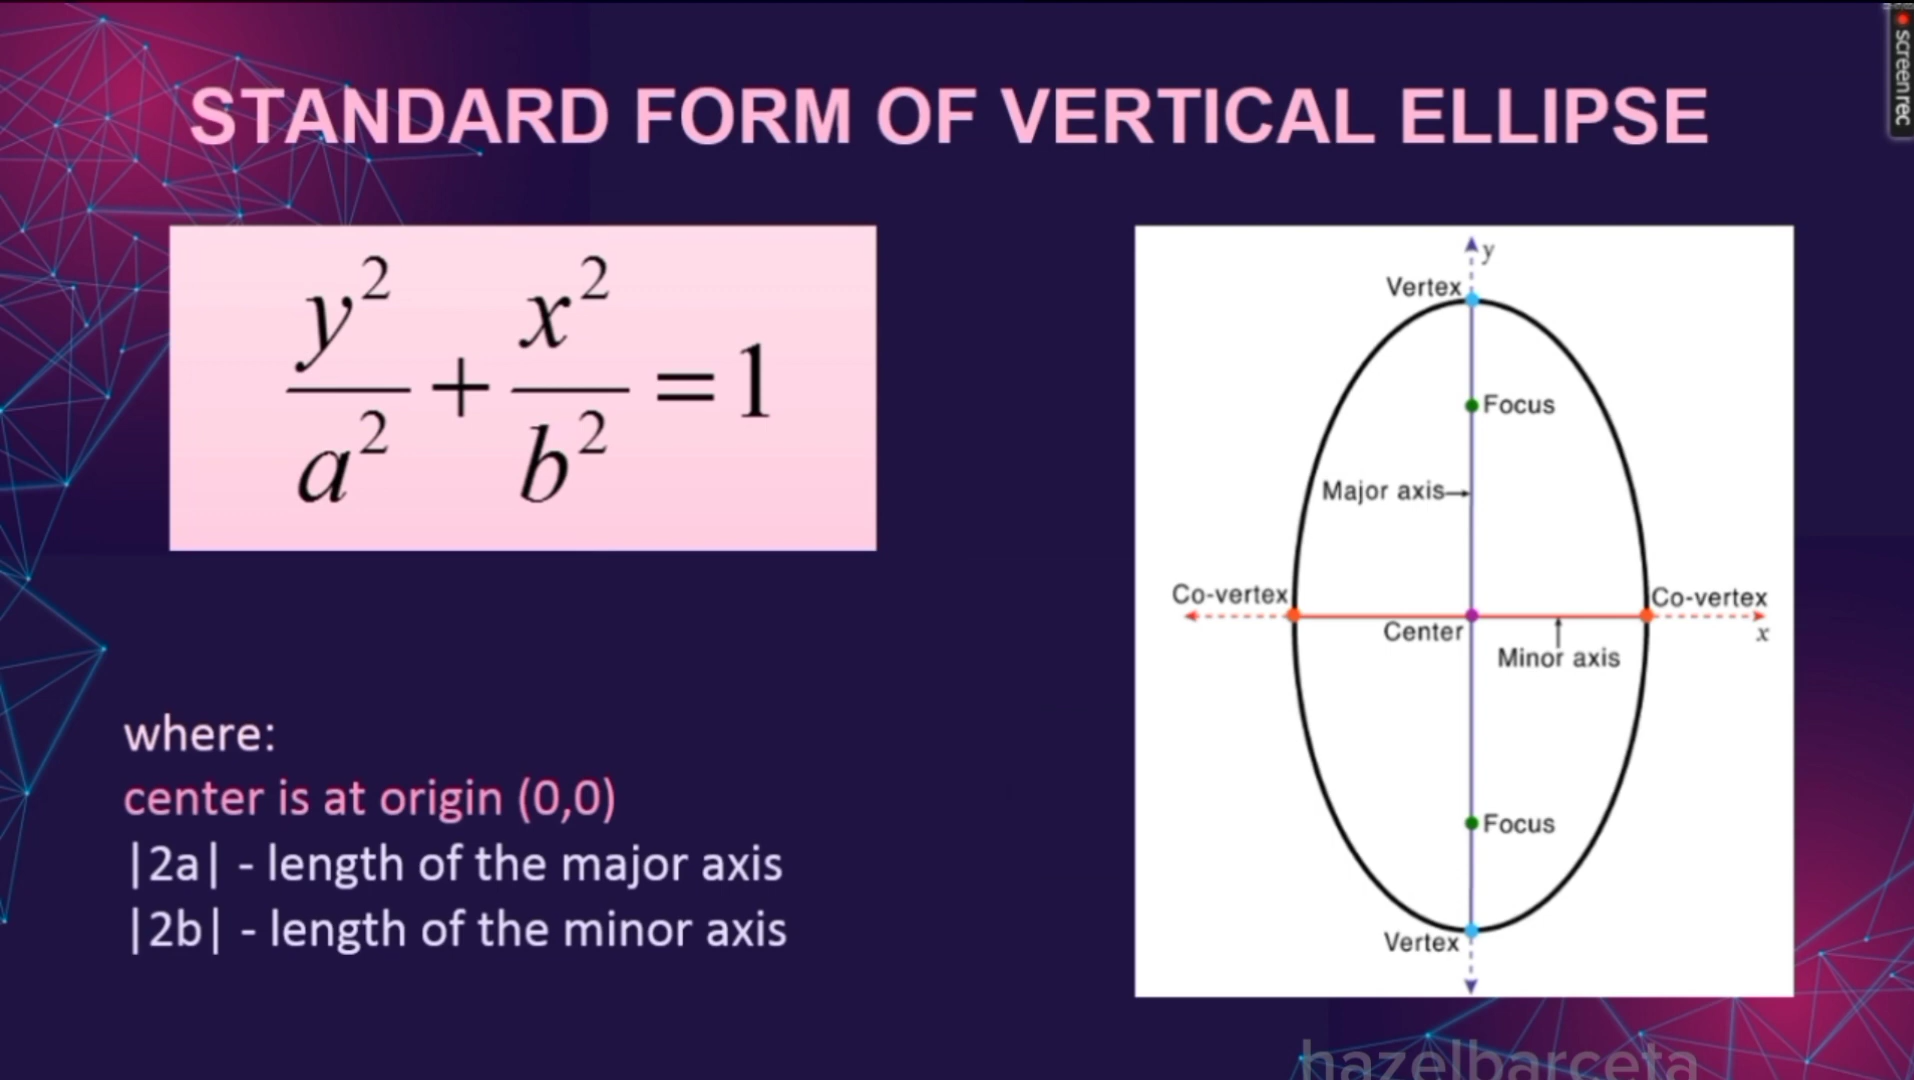 STANDARD FORM OF VERTICAL ELLIPSE
y²/a² + x²/b² = 1
where:
center is at origin (0,0)
|2a| - length of the major axis
|2b| - length of the minor axis
y
Vertex
Focus
Major axis
Co-vertex
Co-vertex
Center
x
Minor axis
Focus
Vertex
hazelbarceta
screenrec